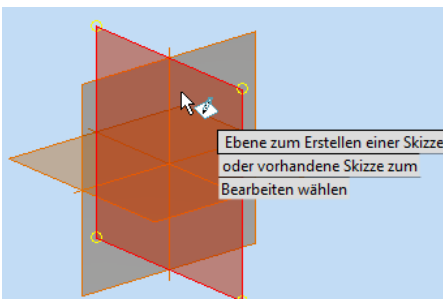 Ebene zum Erstellen einer Skizze
oder vorhandene Skizze zum
Bearbeiten wählen